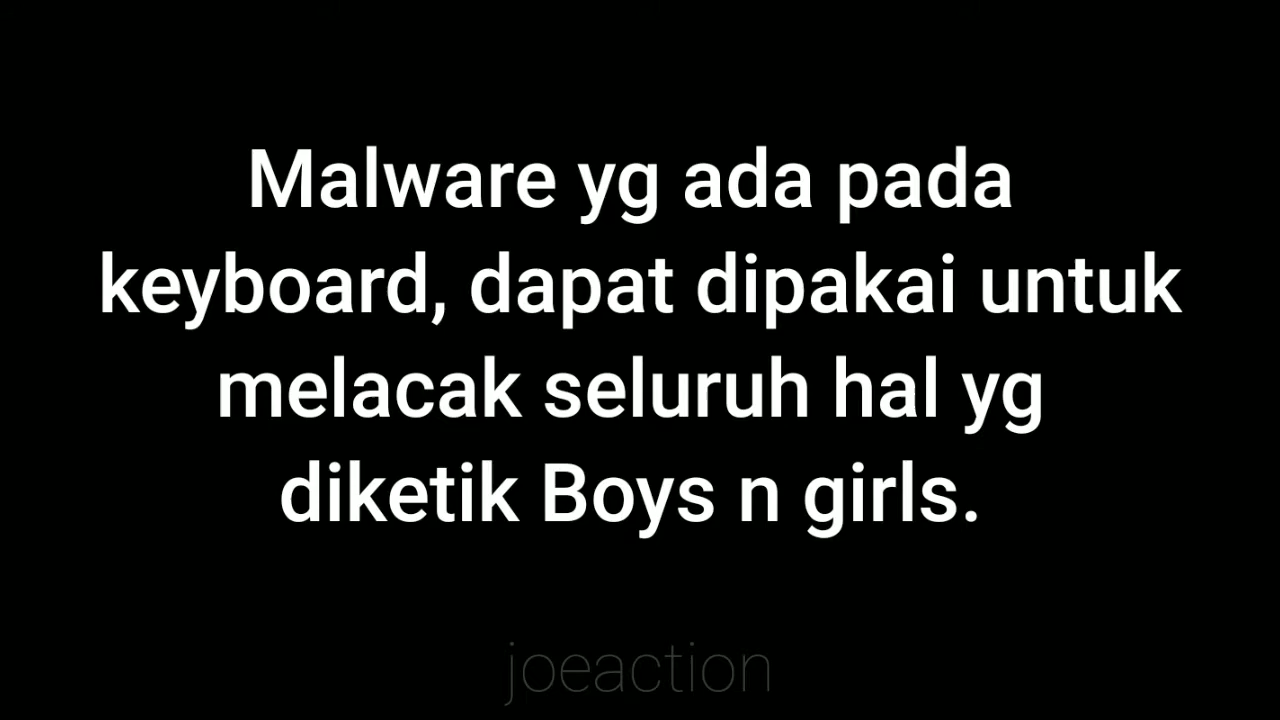 Malware yg ada pada
keyboard, dapat dipakai untuk
melacak seluruh hal yg
diketik Boys n girls.
joeaction